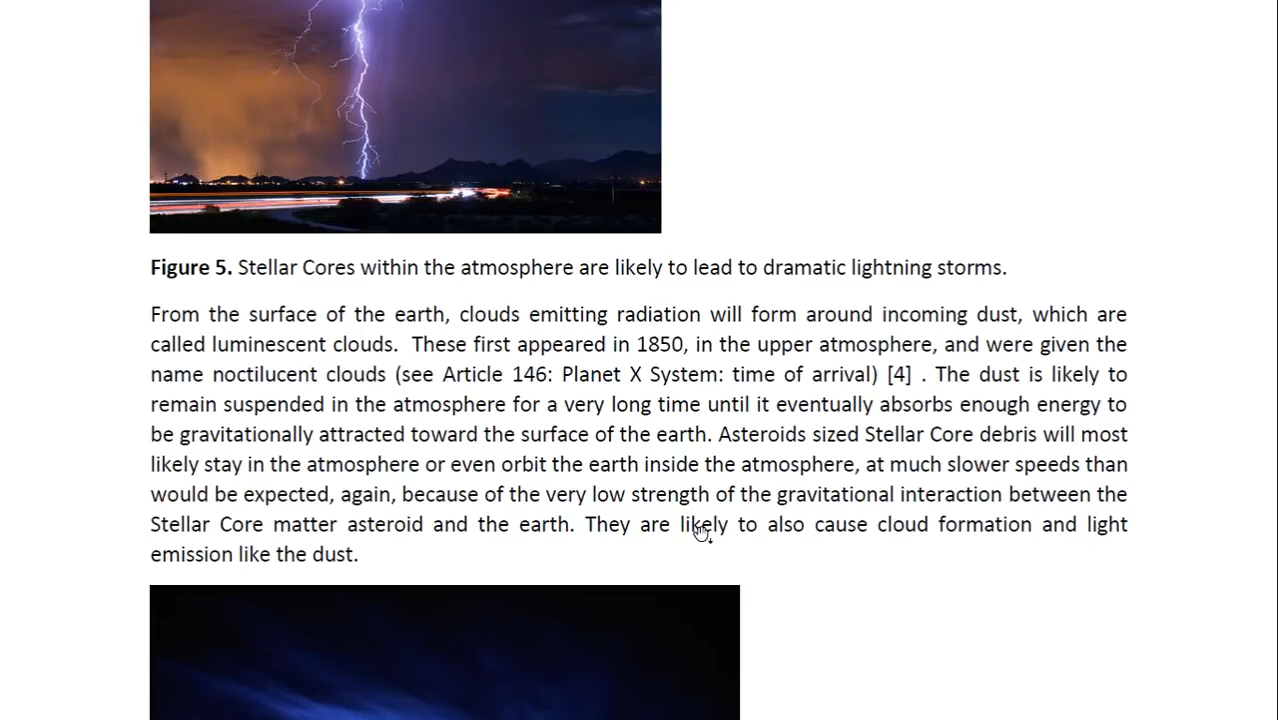 Figure 5. Stellar Cores within the atmosphere are likely to lead to dramatic lightning storms.
From the surface of the earth, clouds emitting radiation will form around incoming dust, which are
called luminescent clouds. These first appeared in 1850, in the upper atmosphere, and were given the
name noctilucent clouds (see Article 146: Planet X System: time of arrival) [4] . The dust is likely to
remain suspended in the atmosphere for a very long time until it eventually absorbs enough energy to
be gravitationally attracted toward the surface of the earth. Asteroids sized Stellar Core debris will most
likely stay in the atmosphere or even orbit the earth inside the atmosphere, at much slower speeds than
would be expected, again, because of the very low strength of the gravitational interaction between the
Stellar Core matter asteroid and the earth. They are likely to also cause cloud formation and light
emission like the dust.